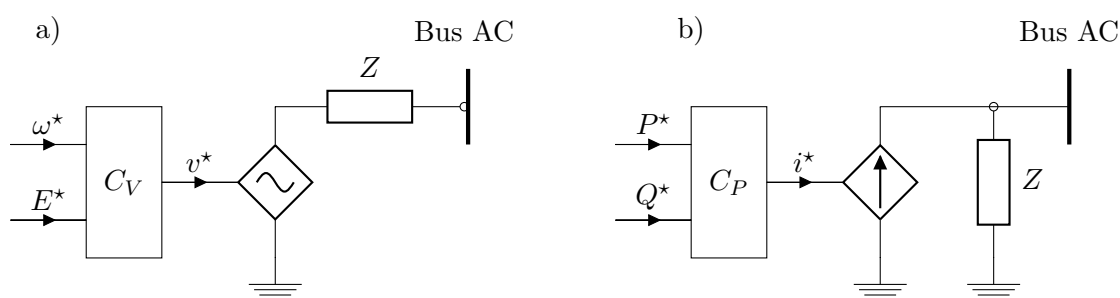 a)
Bus AC
Z
ω*
E*
C_V
v*
b)
Bus AC
P*
Q*
C_P
i*
Z